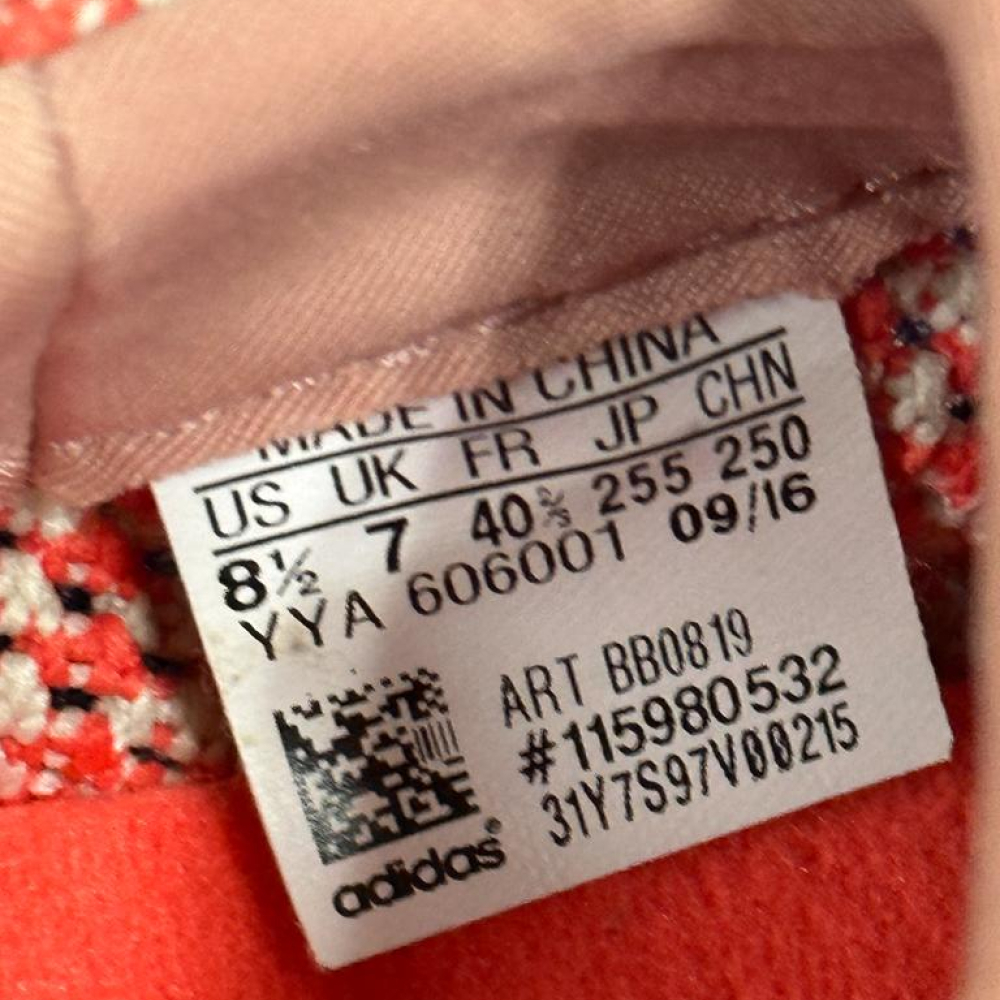 MADE IN CHINA
US UK FR JP CHN
8½ 7 40⅔ 255 250
YYA 606001 09/16
ART BB0819
#115980532
31Y7S97V00215
adidas